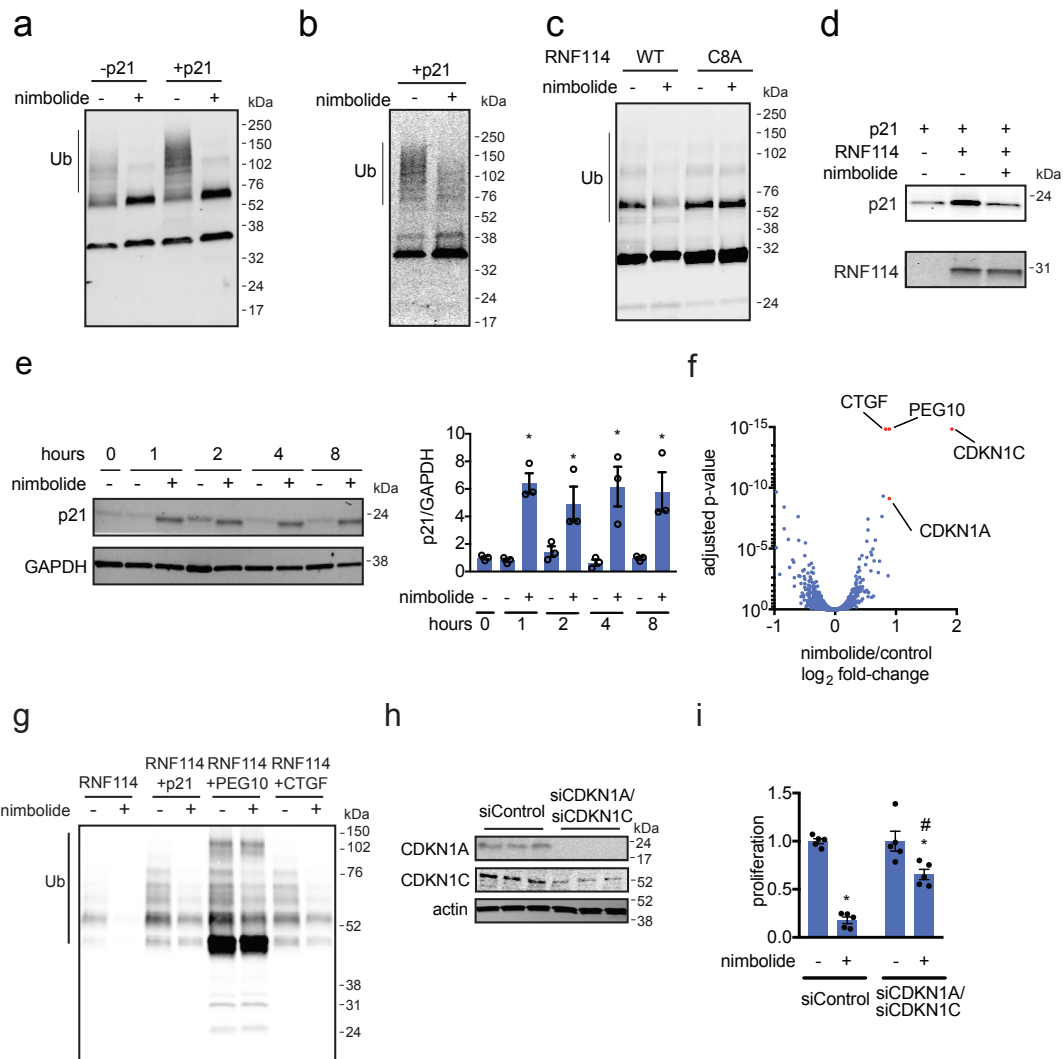 a
-p21 +p21
nimbolide - + - +
kDa
Ub
-250
-150
-102
-76
-52
-38
-32
-24
-17
b
+p21
nimbolide - +
kDa
Ub
-250
-150
-102
-76
-52
-38
-32
-24
-17
c
RNF114 WT C8A
nimbolide - + - +
kDa
Ub
-250
-150
-102
-76
-52
-38
-32
-24
d
p21 + + +
RNF114 - + +
nimbolide - - +
kDa
p21 -24
RNF114 -31
e
hours 0 1 2 4 8
nimbolide - - + - + - + - +
kDa
p21 -24
GAPDH -38
p21/GAPDH
10
8
6
4
2
0
* * * *
nimbolide - - + - + - + - +
hours 0 1 2 4 8
f
CTGF PEG10
CDKN1C
CDKN1A
adjusted p-value
10-15
10-10
10-5
100
-1 0 1 2
nimbolide/control
log2 fold-change
g
RNF114 RNF114 +p21 RNF114 +PEG10 RNF114 +CTGF
nimbolide - + - + - + - +
kDa
Ub
-150
-102
-76
-52
-38
-31
-24
h
siControl siCDKN1A/
siCDKN1C
kDa
CDKN1A -24
-17
CDKN1C -52
actin -52
-38
i
proliferation
1.5
1.0
0.5
0.0
* # *
nimbolide - + - +
siControl siCDKN1A/
siCDKN1C